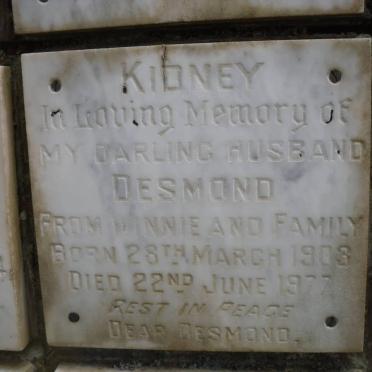 KIDNEY
In Loving Memory of
MY DARLING HUSBAND
DESMOND
FROM WINNIE AND FAMILY
BORN 28TH MARCH 1908
DIED 22ND JUNE 1977
REST IN PEACE
DEAR DESMOND.